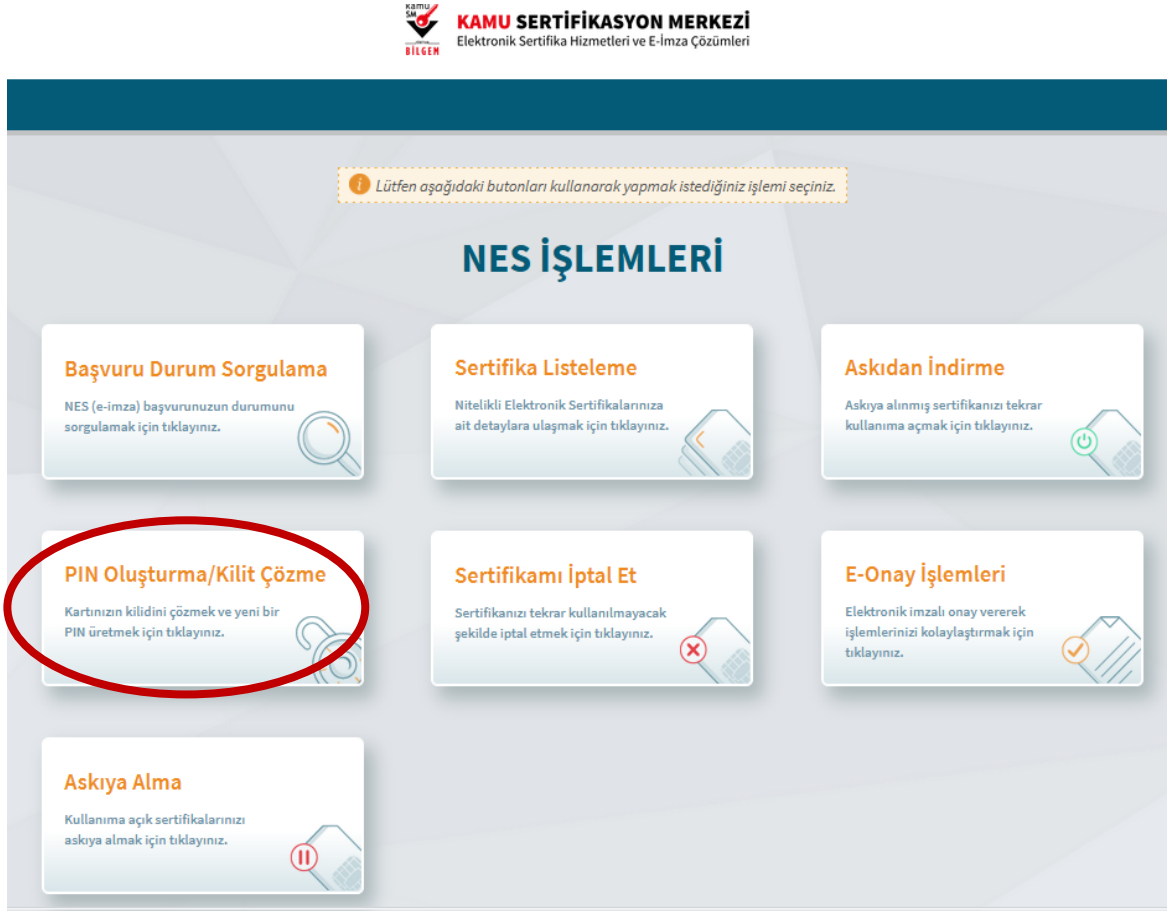 Kamu
SM
BİLGEM
KAMU SERTİFİKASYON MERKEZİ
Elektronik Sertifika Hizmetleri ve E-İmza Çözümleri
i Lütfen aşağıdaki butonları kullanarak yapmak istediğiniz işlemi seçiniz.
NES İŞLEMLERİ
Başvuru Durum Sorgulama
NES (e-imza) başvurunuzun durumunu
sorgulamak için tıklayınız.
Sertifika Listeleme
Nitelikli Elektronik Sertifikalarınıza
ait detaylara ulaşmak için tıklayınız.
Askıdan İndirme
Askıya alınmış sertifikanızı tekrar
kullanıma açmak için tıklayınız.
PIN Oluşturma/Kilit Çözme
Kartınızın kilidini çözmek ve yeni bir
PIN üretmek için tıklayınız.
Sertifikamı İptal Et
Sertifikanızı tekrar kullanılmayacak
şekilde iptal etmek için tıklayınız.
E-Onay İşlemleri
Elektronik imzalı onay vererek
işlemlerinizi kolaylaştırmak için
tıklayınız.
Askıya Alma
Kullanıma açık sertifikalarınızı
askıya almak için tıklayınız.